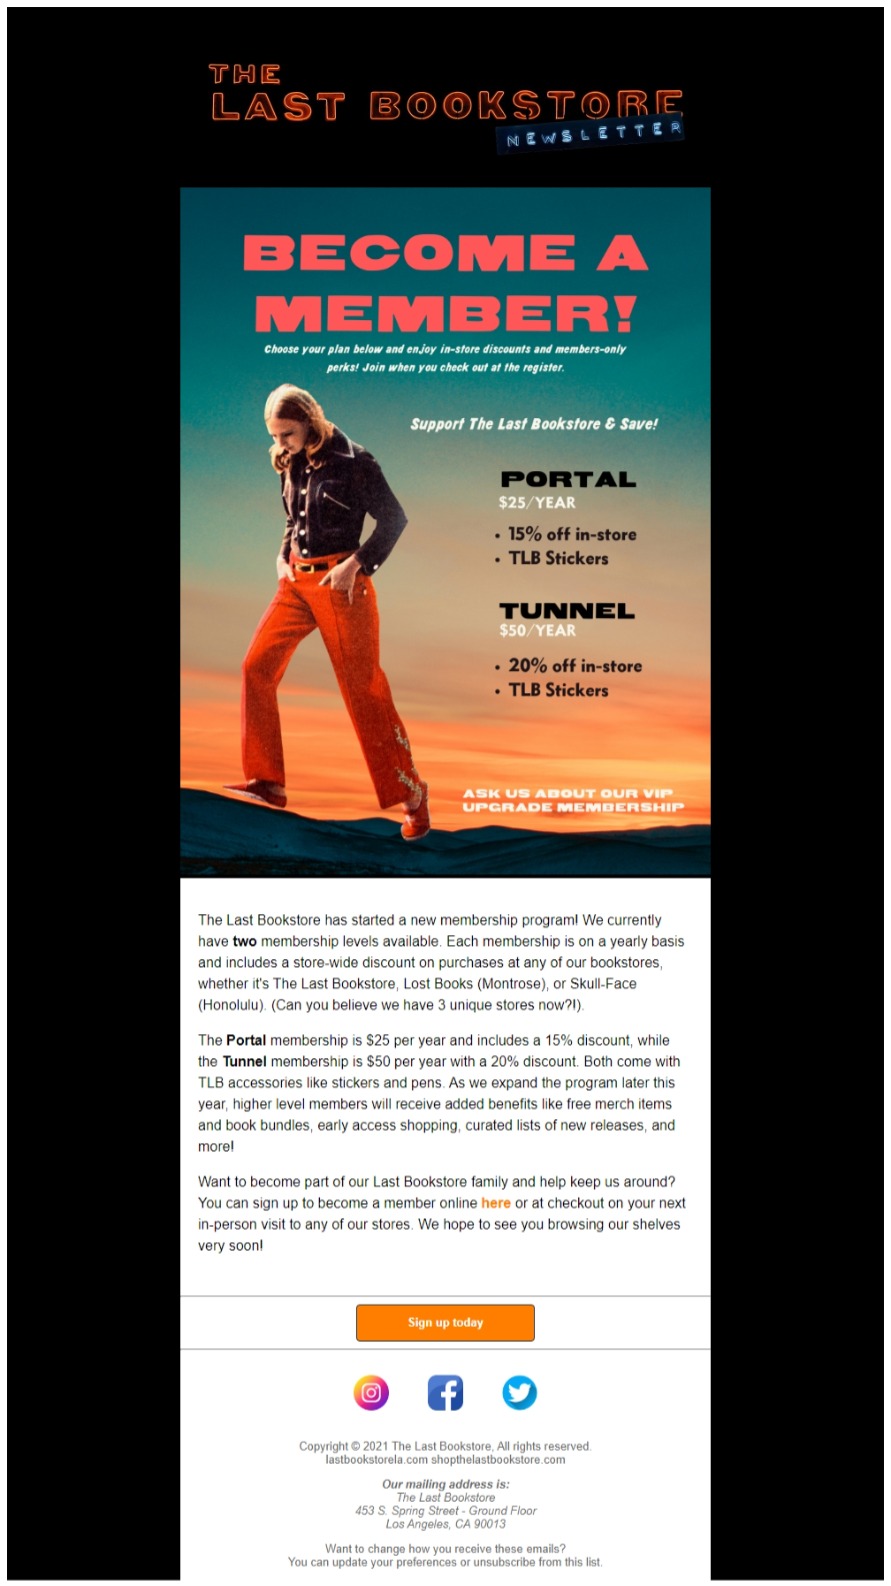 THE
LAST BOOKSTORE
NEWSLETTER
BECOME A
MEMBER!
Choose your plan below and enjoy in-store discounts and members-only
perks! Join when you check out at the register.
Support The Last Bookstore & Save!
PORTAL
$25/YEAR
• 15% off in-store
• TLB Stickers
TUNNEL
$50/YEAR
• 20% off in-store
• TLB Stickers
ASK US ABOUT OUR VIP
UPGRADE MEMBERSHIP
The Last Bookstore has started a new membership program! We currently
have two membership levels available. Each membership is on a yearly basis
and includes a store-wide discount on purchases at any of our bookstores,
whether it's The Last Bookstore, Lost Books (Montrose), or Skull-Face
(Honolulu). (Can you believe we have 3 unique stores now?!).
The Portal membership is $25 per year and includes a 15% discount, while
the Tunnel membership is $50 per year with a 20% discount. Both come with
TLB accessories like stickers and pens. As we expand the program later this
year, higher level members will receive added benefits like free merch items
and book bundles, early access shopping, curated lists of new releases, and
more!
Want to become part of our Last Bookstore family and help keep us around?
You can sign up to become a member online here or at checkout on your next
in-person visit to any of our stores. We hope to see you browsing our shelves
very soon!
Sign up today
Copyright © 2021 The Last Bookstore, All rights reserved.
lastbookstorela.com shopthelastbookstore.com
Our mailing address is:
The Last Bookstore
453 S. Spring Street - Ground Floor
Los Angeles, CA 90013
Want to change how you receive these emails?
You can update your preferences or unsubscribe from this list.